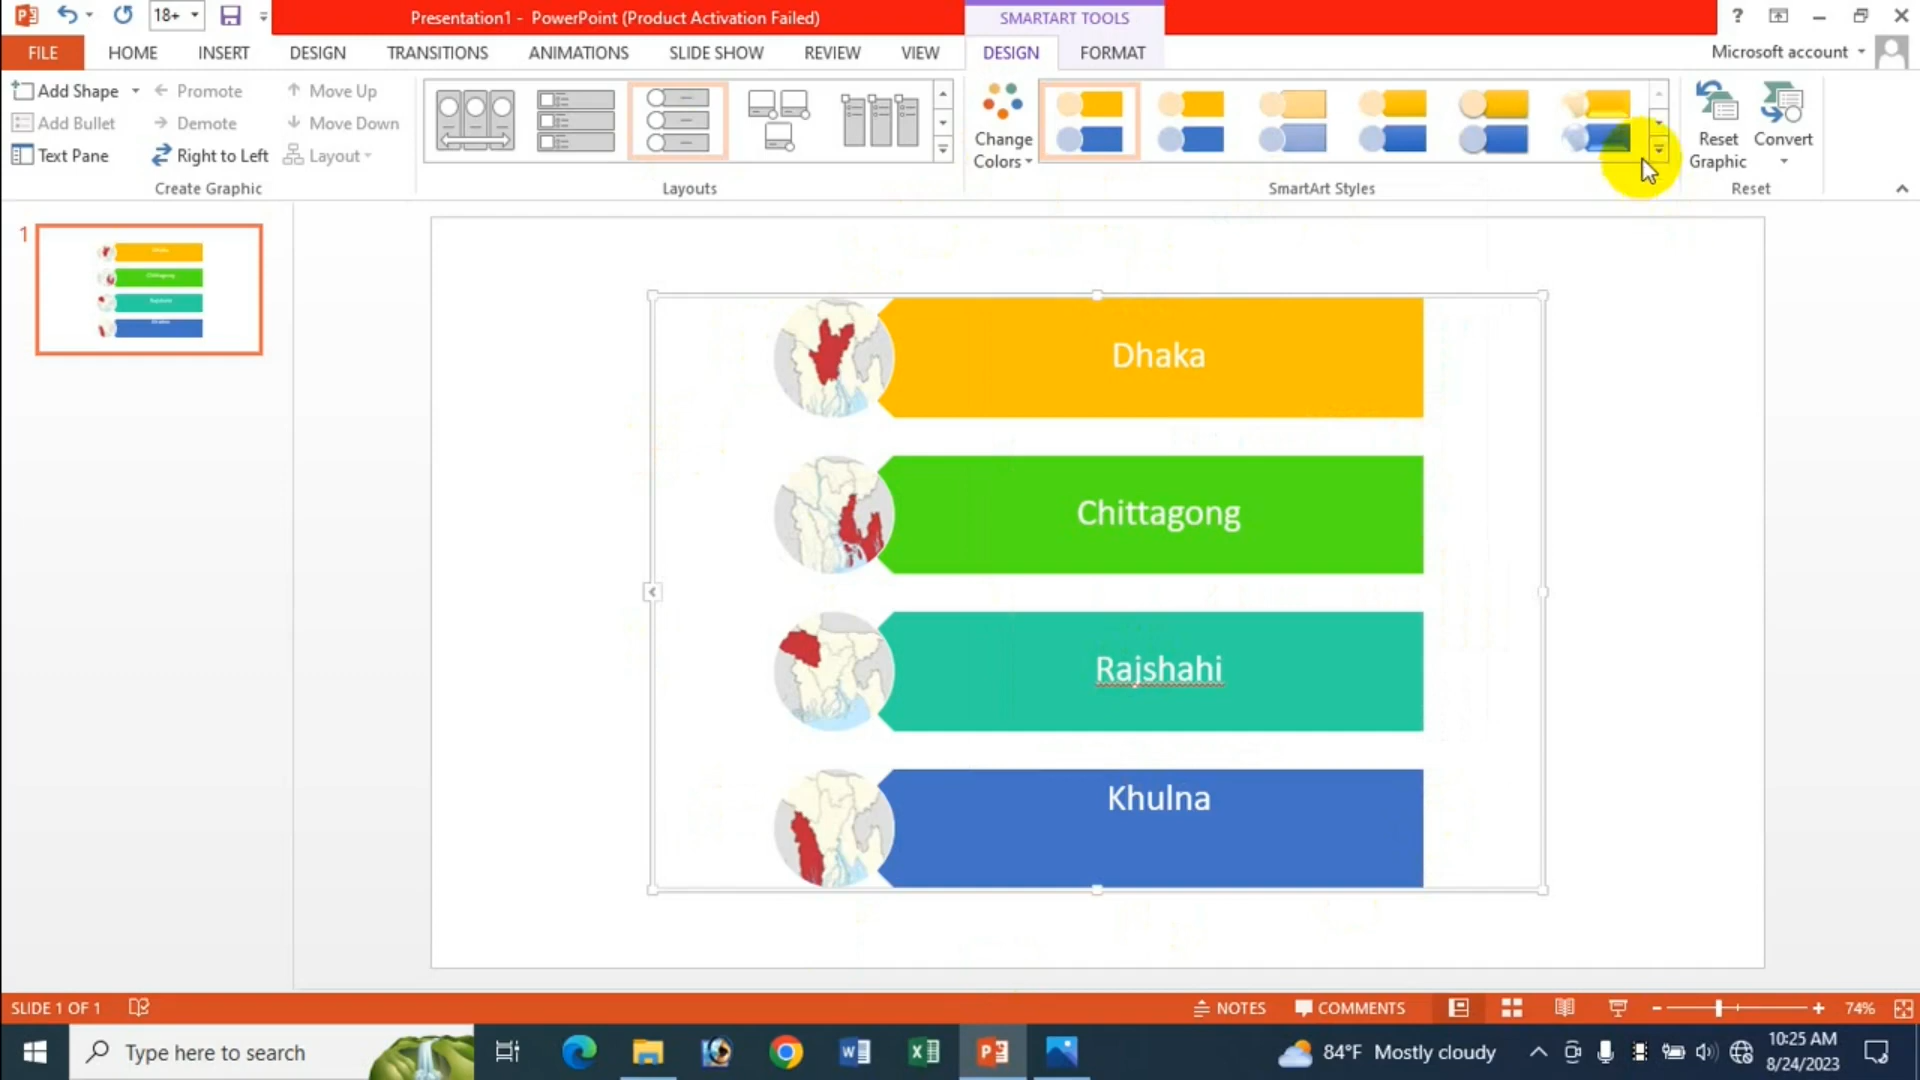 18+
Presentation1 - PowerPoint (Product Activation Failed)
SMARTART TOOLS
?
FILE
HOME
INSERT
DESIGN
TRANSITIONS
ANIMATIONS
SLIDE SHOW
REVIEW
VIEW
DESIGN
FORMAT
Microsoft account
Add Shape
Promote
Move Up
Add Bullet
Demote
Move Down
Text Pane
Right to Left
Layout
Create Graphic
Layouts
Change
Colors
SmartArt Styles
Reset
Graphic
Convert
Reset
1
Dhaka
Chittagong
Rajshahi
Khulna
SLIDE 1 OF 1
NOTES
COMMENTS
74%
Type here to search
84°F Mostly cloudy
10:25 AM
8/24/2023